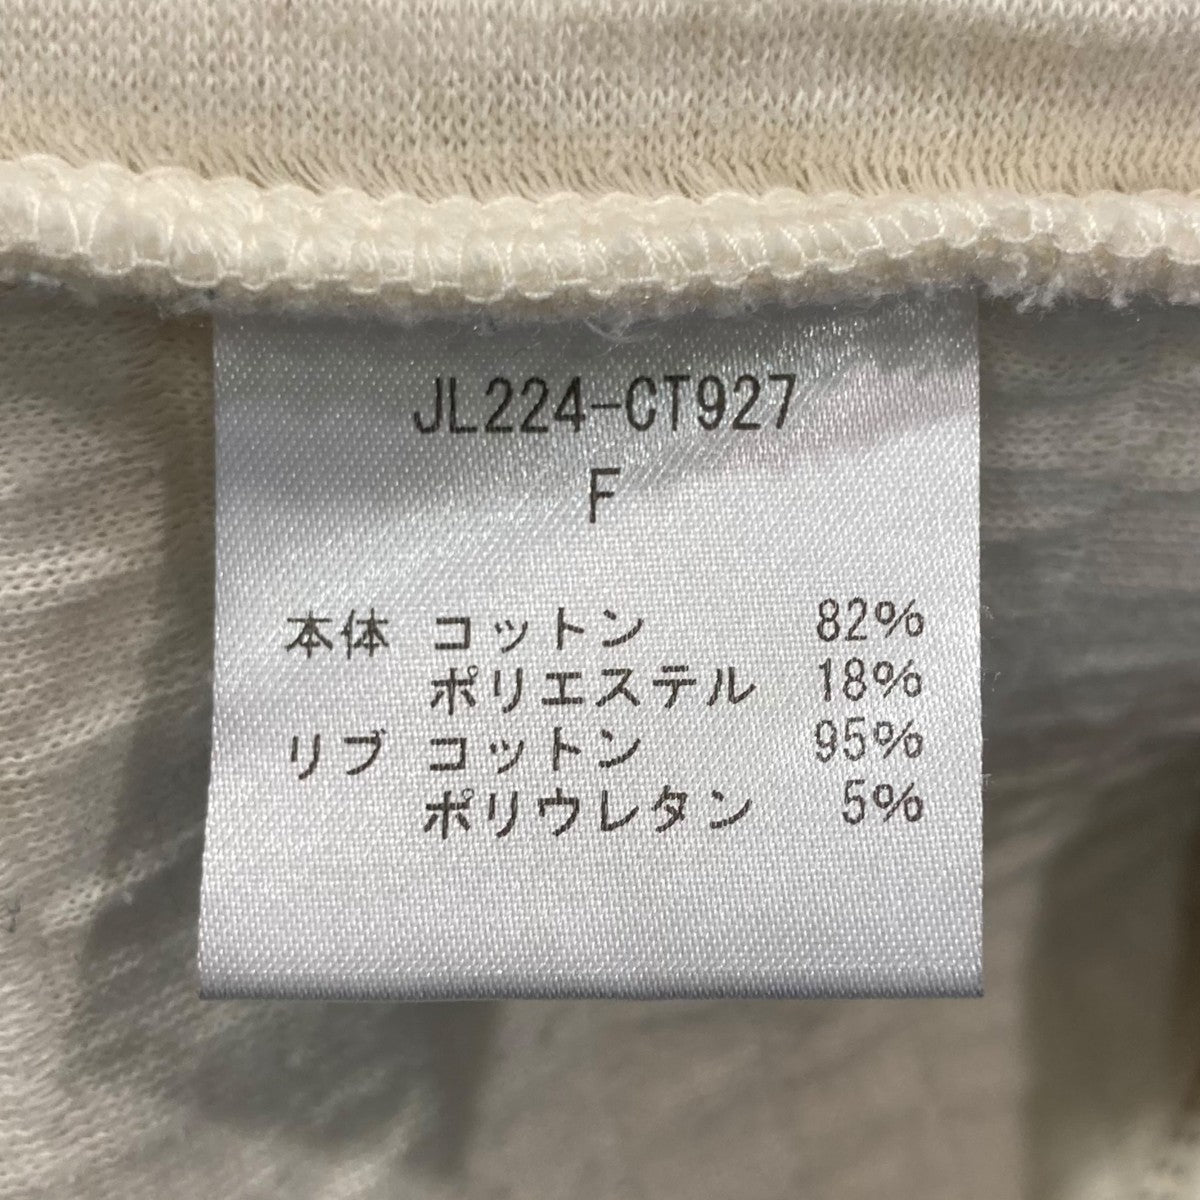 JL224-CT927
F
本体 コットン 82%
ポリエステル 18%
リブ コットン 95%
ポリウレタン 5%